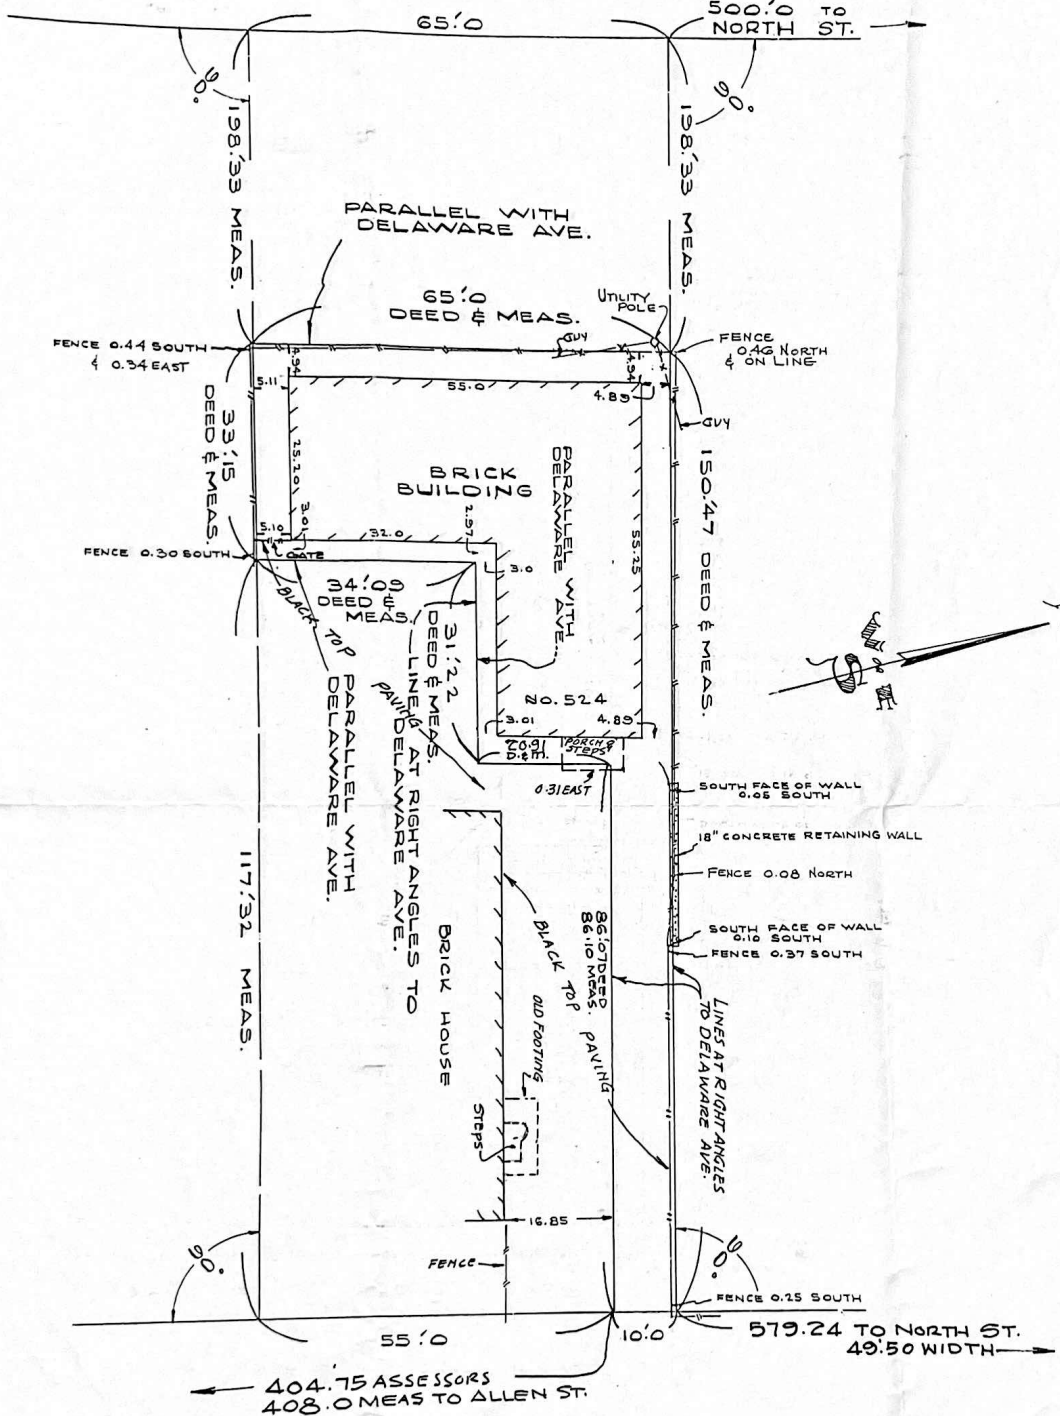 65.'0
500.'0 TO
NORTH ST.
90°
90°
198.'33 MEAS.
198.'33 MEAS.
PARALLEL WITH
DELAWARE AVE.
65.'0
DEED & MEAS.
UTILITY
POLE
GUY
FENCE 0.44 SOUTH
& 0.34 EAST
FENCE
0.46 NORTH
& ON LINE
4.94
4.94
5.11
55.0
4.89
GUY
33.'15
DEED & MEAS.
25.20
BRICK
BUILDING
PARALLEL WITH
DELAWARE AVE.
55.25
150.'47 DEED & MEAS.
3.01
2.97
5.10
32.0
GATE
3.0
FENCE 0.30 SOUTH
34.'09
DEED &
MEAS.
BLACK TOP
PAVING
31.'22
DEED & MEAS.
LINE AT RIGHT ANGLES TO
DELAWARE AVE.
PARALLEL WITH
DELAWARE AVE.
No. 524
3.01
4.89
20.91
D.&M.
PORCH &
STEPS
0.31 EAST
SOUTH FACE OF WALL
0.05 SOUTH
18" CONCRETE RETAINING WALL
FENCE 0.08 NORTH
SOUTH FACE OF WALL
0.10 SOUTH
FENCE 0.37 SOUTH
117.'32 MEAS.
BRICK HOUSE
BLACK TOP PAVING
86.'07 DEED
86.'10 MEAS.
LINES AT RIGHT ANGLES
TO DELAWARE AVE.
OLD FOOTING
STEPS
16.85
FENCE
90°
90°
FENCE 0.25 SOUTH
55.'0
10.'0
579.24 TO NORTH ST.
49.'50 WIDTH
404.'75 ASSESSORS
408.'0 MEAS TO ALLEN ST.